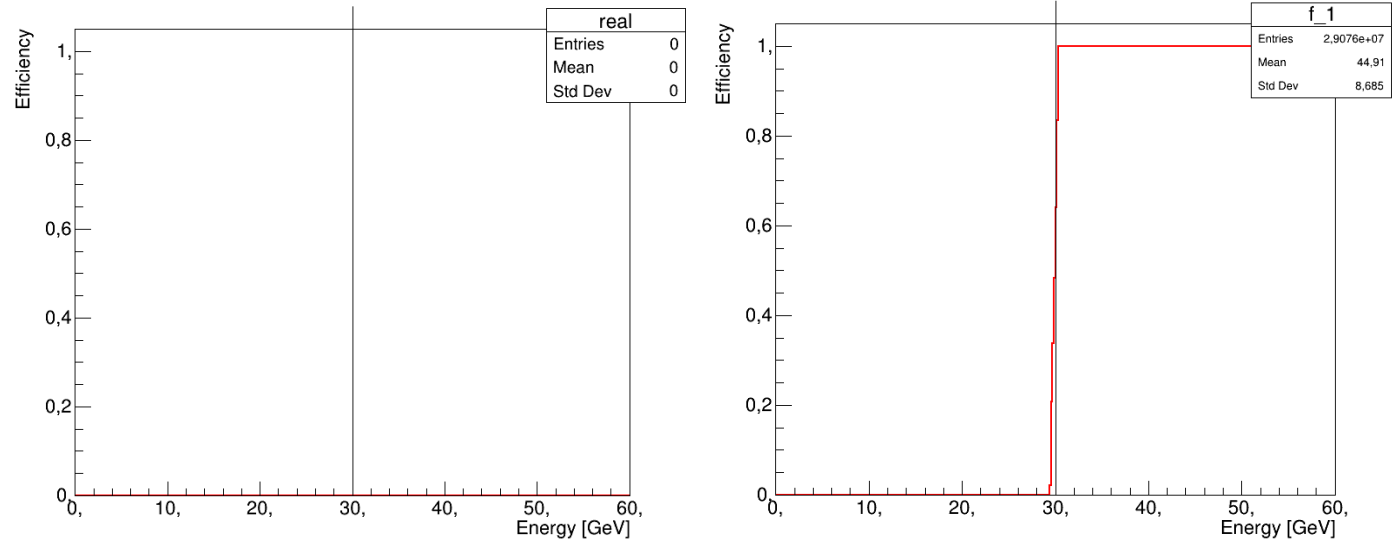 real
Entries 0
Mean 0
Std Dev 0
Efficiency
1,
0,8
0,6
0,4
0,2
0,
0, 10, 20, 30, 40, 50, 60,
Energy [GeV]
f_1
Entries 2,9076e+07
Mean 44,91
Std Dev 8,685
Efficiency
1,
0,8
0,6
0,4
0,2
0,
0, 10, 20, 30, 40, 50, 60,
Energy [GeV]